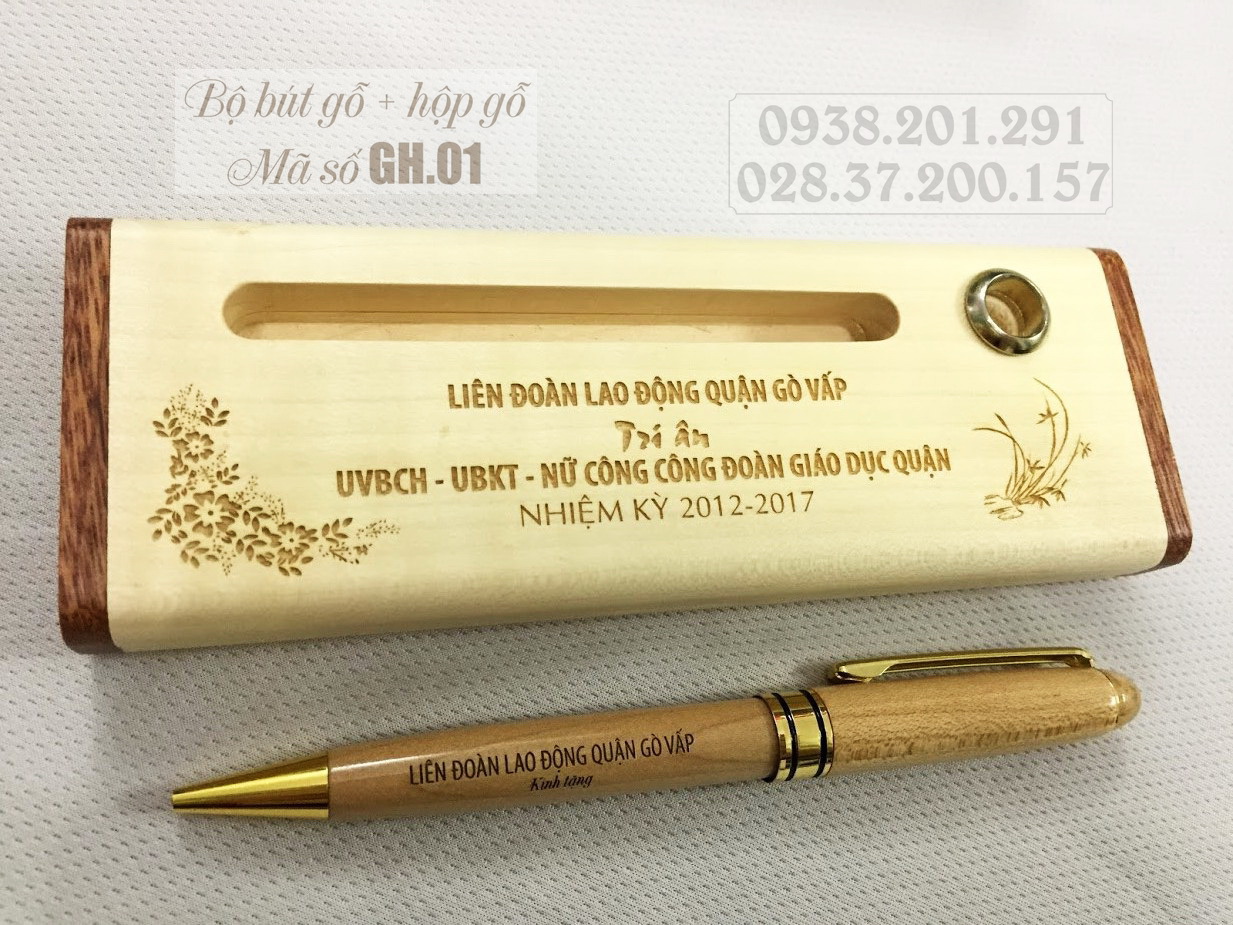 Bộ bút gỗ + hộp gỗ
Mã số GH.01
0938.201.291
028.37.200.157
LIÊN ĐOÀN LAO ĐỘNG QUẬN GÒ VẤP
Tri Ân
UVBCH - UBKT - NỮ CÔNG CÔNG ĐOÀN GIÁO DỤC QUẬN
NHIỆM KỲ 2012-2017
LIÊN ĐOÀN LAO ĐỘNG QUẬN GÒ VẤP
Kính tặng